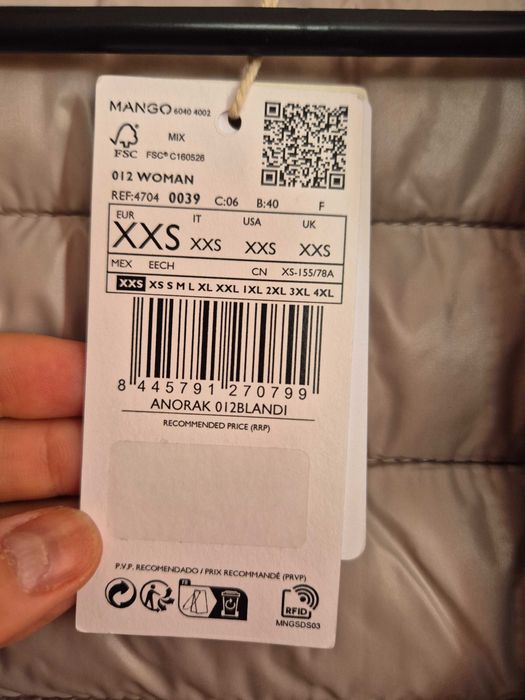 MANGO 6040 4002
MIX
FSC FSC® C160526
012 WOMAN
REF:4704 0039 C:06 B:40 F
EUR IT USA UK
XXS XXS XXS XXS
MEX EECH CN XS-155/78A
XXS XS S M L XL XXL 1XL 2XL 3XL 4XL
8 445791 270799
ANORAK 012BLANDI
RECOMMENDED PRICE (RRP)
P.V.P. RECOMENDADO / PRIX RECOMMANDÉ (PRVP)
FR
RFID
MNGSDS03